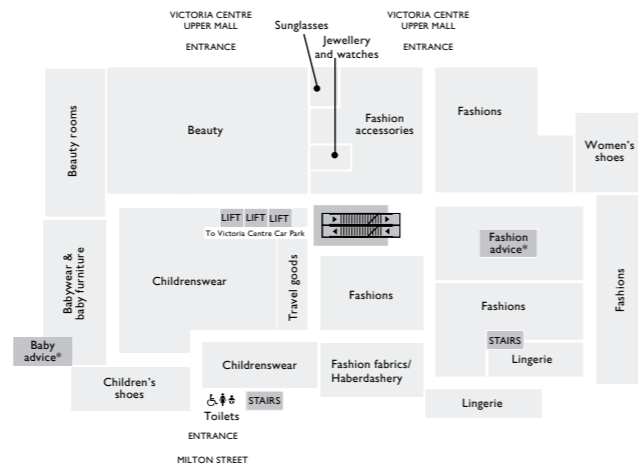 VICTORIA CENTRE
UPPER MALL
ENTRANCE
Sunglasses
VICTORIA CENTRE
UPPER MALL
ENTRANCE
Jewellery
and watches
Beauty rooms
Beauty
Fashion
accessories
Fashions
Women's
shoes
LIFT LIFT LIFT
To Victoria Centre Car Park
Babywear &
baby furniture
Childrenswear
Travel goods
Fashions
Fashion
advice*
Fashions
Fashions
Baby
advice*
Children's
shoes
Childrenswear
Fashion fabrics/
Haberdashery
STAIRS
Lingerie
Lingerie
Toilets
STAIRS
ENTRANCE
MILTON STREET